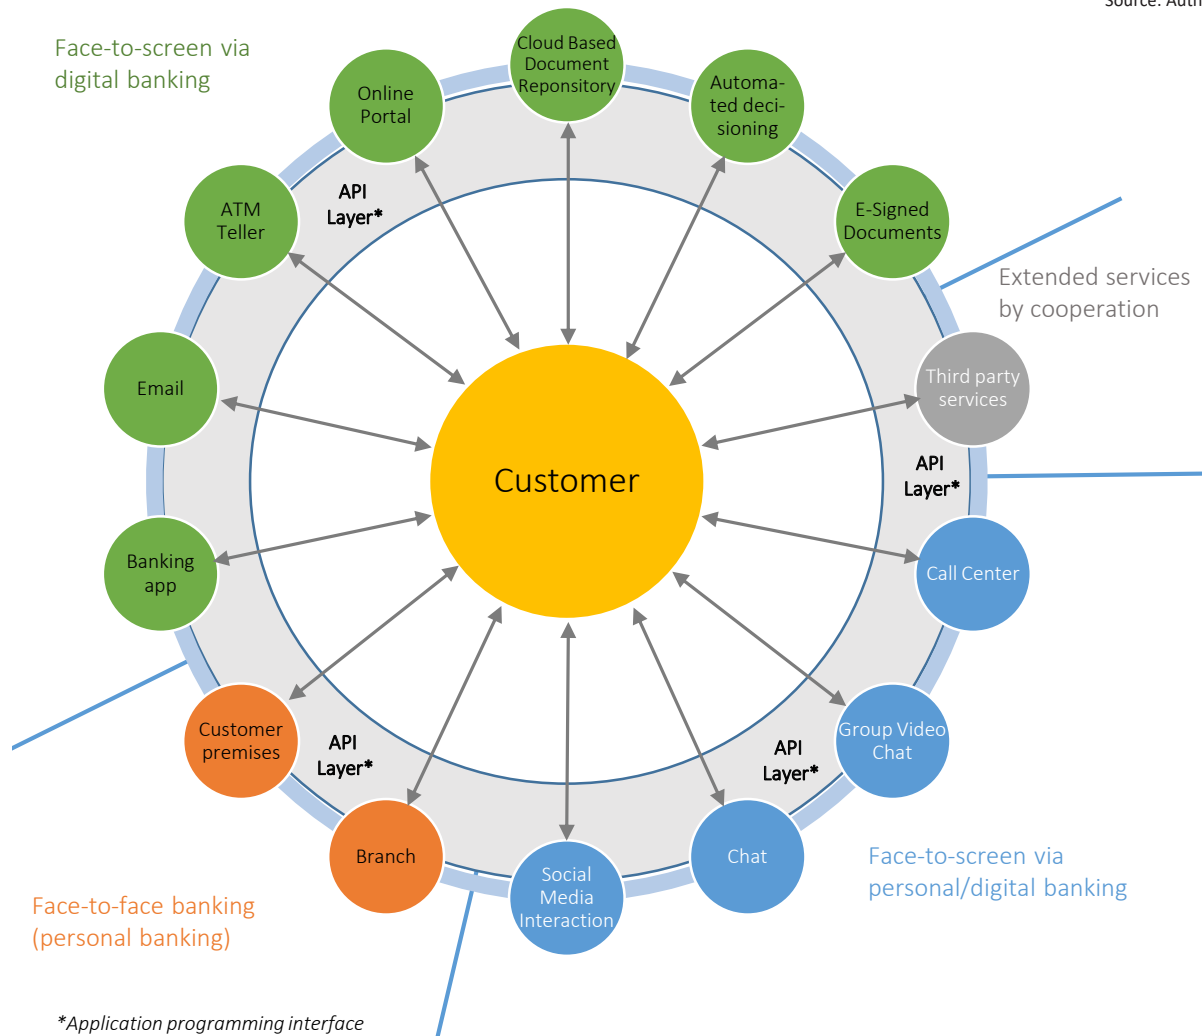 Source: Auth
Face-to-screen via
digital banking
Cloud Based
Document
Reponsitory
Online
Portal
Automa-
ted deci-
sioning
API
Layer*
ATM
Teller
E-Signed
Documents
Extended services
by cooperation
Email
Third party
services
Customer
API
Layer*
Banking
app
Call Center
Customer
premises
API
Layer*
API
Layer*
Group Video
Chat
Branch
Social
Media
Interaction
Chat
Face-to-screen via
personal/digital banking
Face-to-face banking
(personal banking)
*Application programming interface